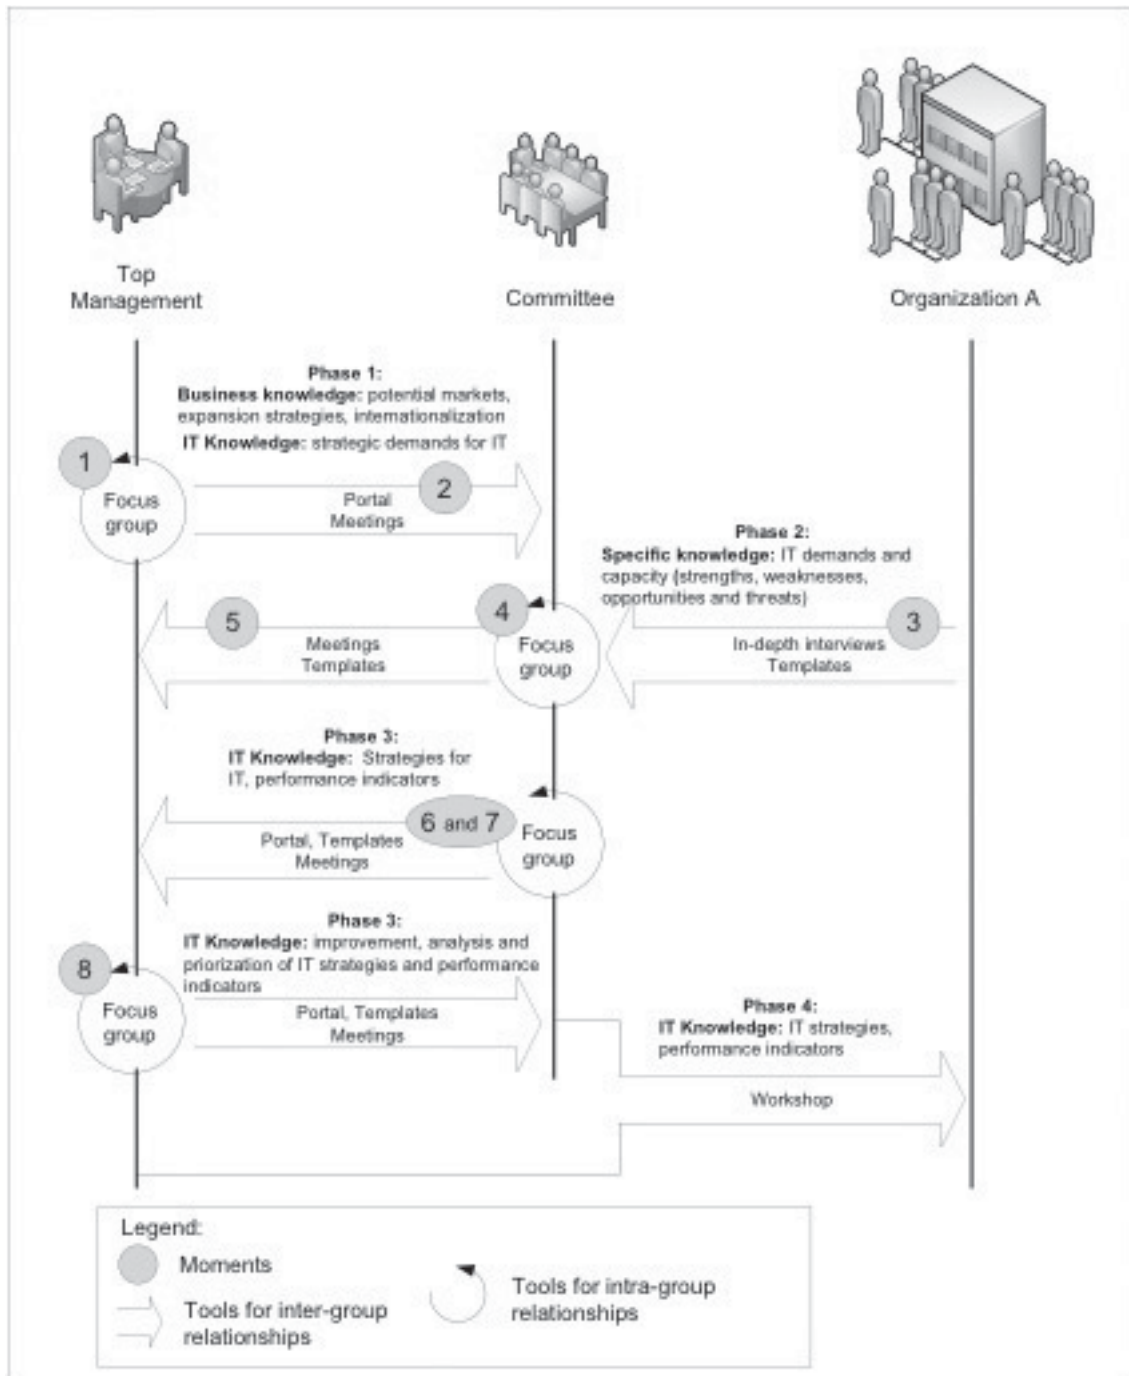 Top
Management
Committee
Organization A
Phase 1:
Business knowledge: potential markets,
expansion strategies, internationalization
IT Knowledge: strategic demands for IT
1
Focus
group
2
Portal
Meetings
Phase 2:
Specific knowledge: IT demands and
capacity (strengths, weaknesses,
opportunities and threats)
3
In-depth interviews
Templates
4
Focus
group
5
Meetings
Templates
Phase 3:
IT Knowledge: Strategies for
IT, performance indicators
6 and 7
Focus
group
Portal, Templates
Meetings
Phase 3:
IT Knowledge: improvement, analysis and
priorization of IT strategies and performance
indicators
8
Focus
group
Portal, Templates
Meetings
Phase 4:
IT Knowledge: IT strategies,
performance indicators
Workshop
Legend:
Moments
Tools for inter-group
relationships
Tools for intra-group
relationships